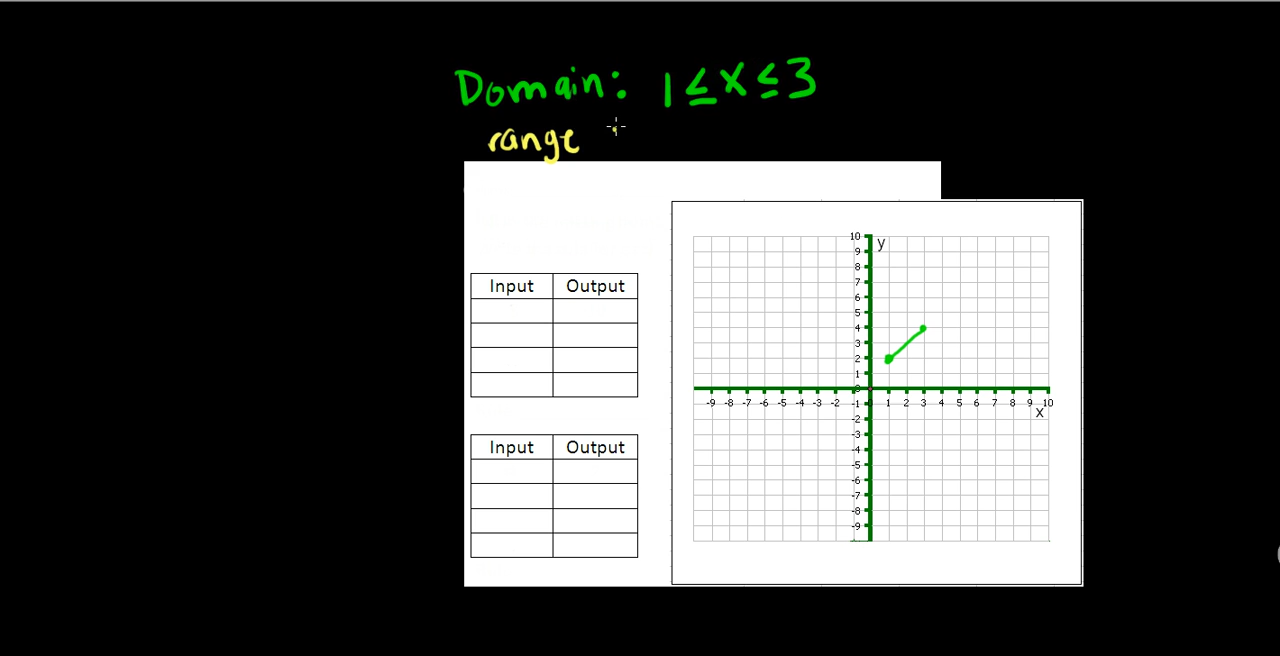 Domain: 1 ≤ x ≤ 3
range
Input Output
Input Output
y
10
9
8
7
6
5
4
3
2
1
0
-9 -8 -7 -6 -5 -4 -3 -2 -1 1 2 3 4 5 6 7 8 9 10
x
-2
-3
-4
-5
-6
-7
-8
-9